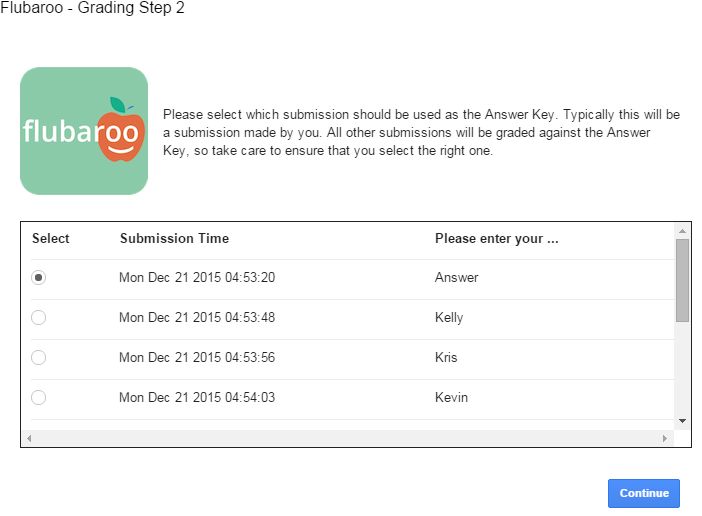 Flubaroo - Grading Step 2
flubaroo
Please select which submission should be used as the Answer Key. Typically this will be
a submission made by you. All other submissions will be graded against the Answer
Key, so take care to ensure that you select the right one.
Select Submission Time Please enter your ...
Mon Dec 21 2015 04:53:20 Answer
Mon Dec 21 2015 04:53:48 Kelly
Mon Dec 21 2015 04:53:56 Kris
Mon Dec 21 2015 04:54:03 Kevin
Continue